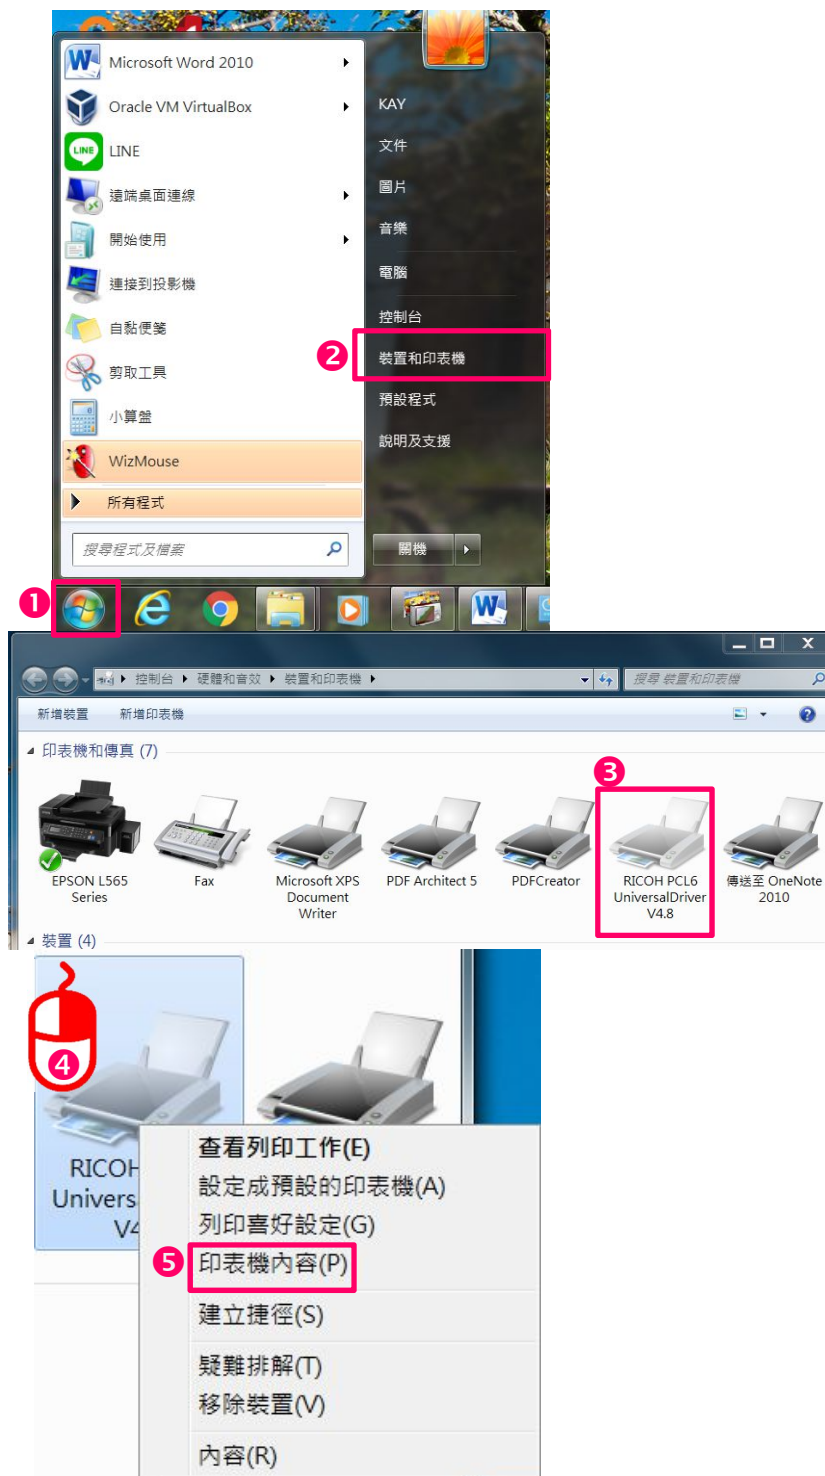 Microsoft Word 2010
Oracle VM VirtualBox
LINE
LINE
遠端桌面連線
開始使用
連接到投影機
自黏便箋
剪取工具
小算盤
WizMouse
所有程式
搜尋程式及檔案
KAY
文件
圖片
音樂
電腦
控制台
2
裝置和印表機
預設程式
說明及支援
關機
1
控制台 硬體和音效 裝置和印表機
搜尋 裝置和印表機
新增裝置 新增印表機
印表機和傳真 (7)
3
EPSON L565
Series
Fax
Microsoft XPS
Document
Writer
PDF Architect 5
PDFCreator
RICOH PCL6
UniversalDriver
V4.8
傳送至 OneNote
2010
裝置 (4)
4
RICOH
Univers
V4
查看列印工作(E)
設定成預設的印表機(A)
列印喜好設定(G)
5
印表機內容(P)
建立捷徑(S)
疑難排解(T)
移除裝置(V)
內容(R)